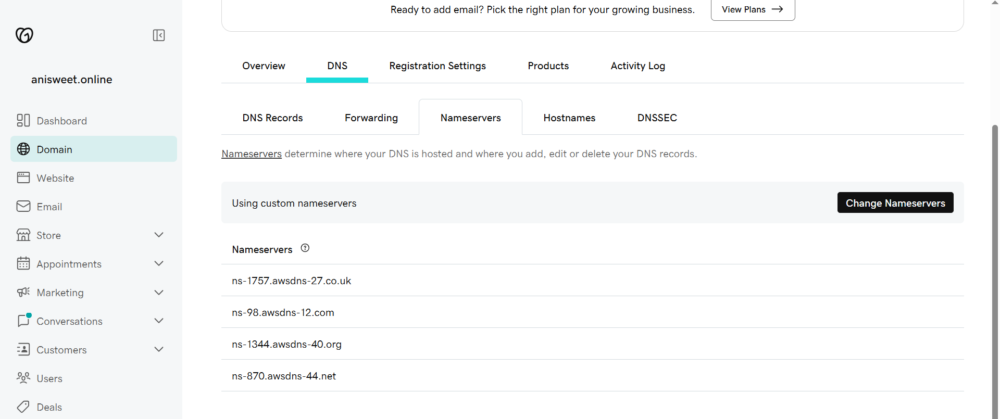 Ready to add email? Pick the right plan for your growing business.
View Plans
anisweet.online
Dashboard
Domain
Website
Email
Store
Appointments
Marketing
Conversations
Customers
Users
Deals
Overview
DNS
Registration Settings
Products
Activity Log
DNS Records
Forwarding
Nameservers
Hostnames
DNSSEC
Nameservers determine where your DNS is hosted and where you add, edit or delete your DNS records.
Using custom nameservers
Change Nameservers
Nameservers
ns-1757.awsdns-27.co.uk
ns-98.awsdns-12.com
ns-1344.awsdns-40.org
ns-870.awsdns-44.net